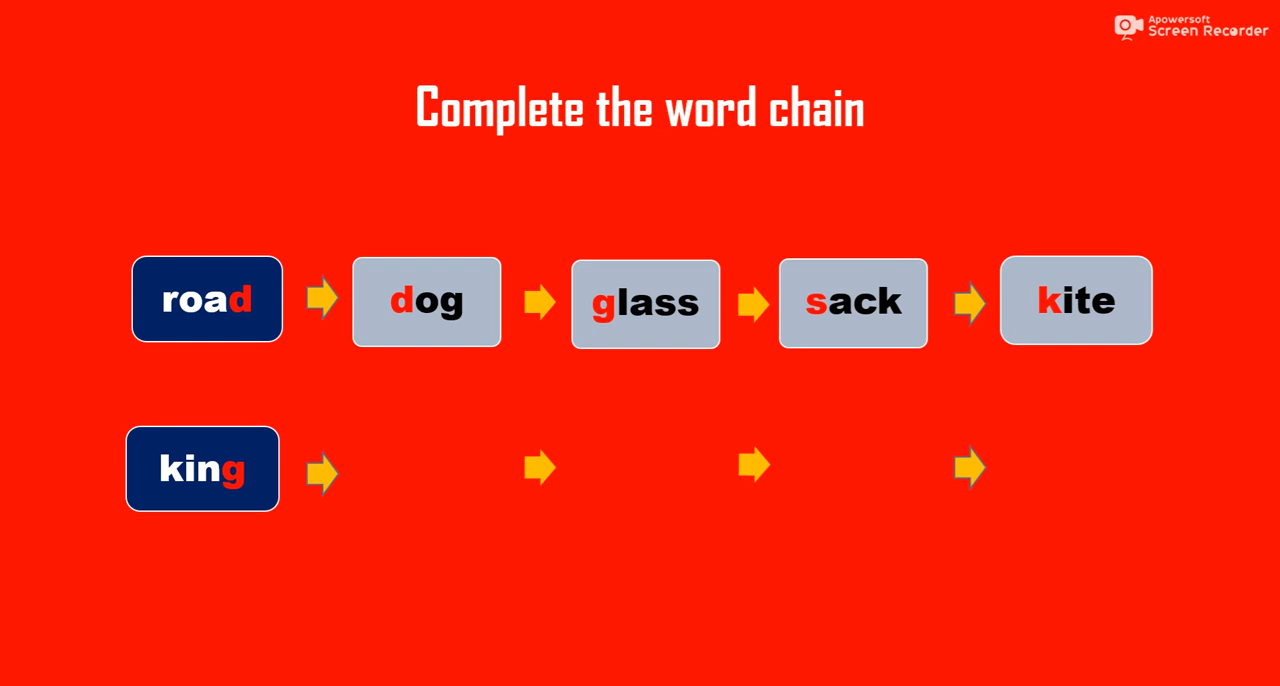 Apowersoft
Screen Recorder
Complete the word chain
road dog glass sack kite
king